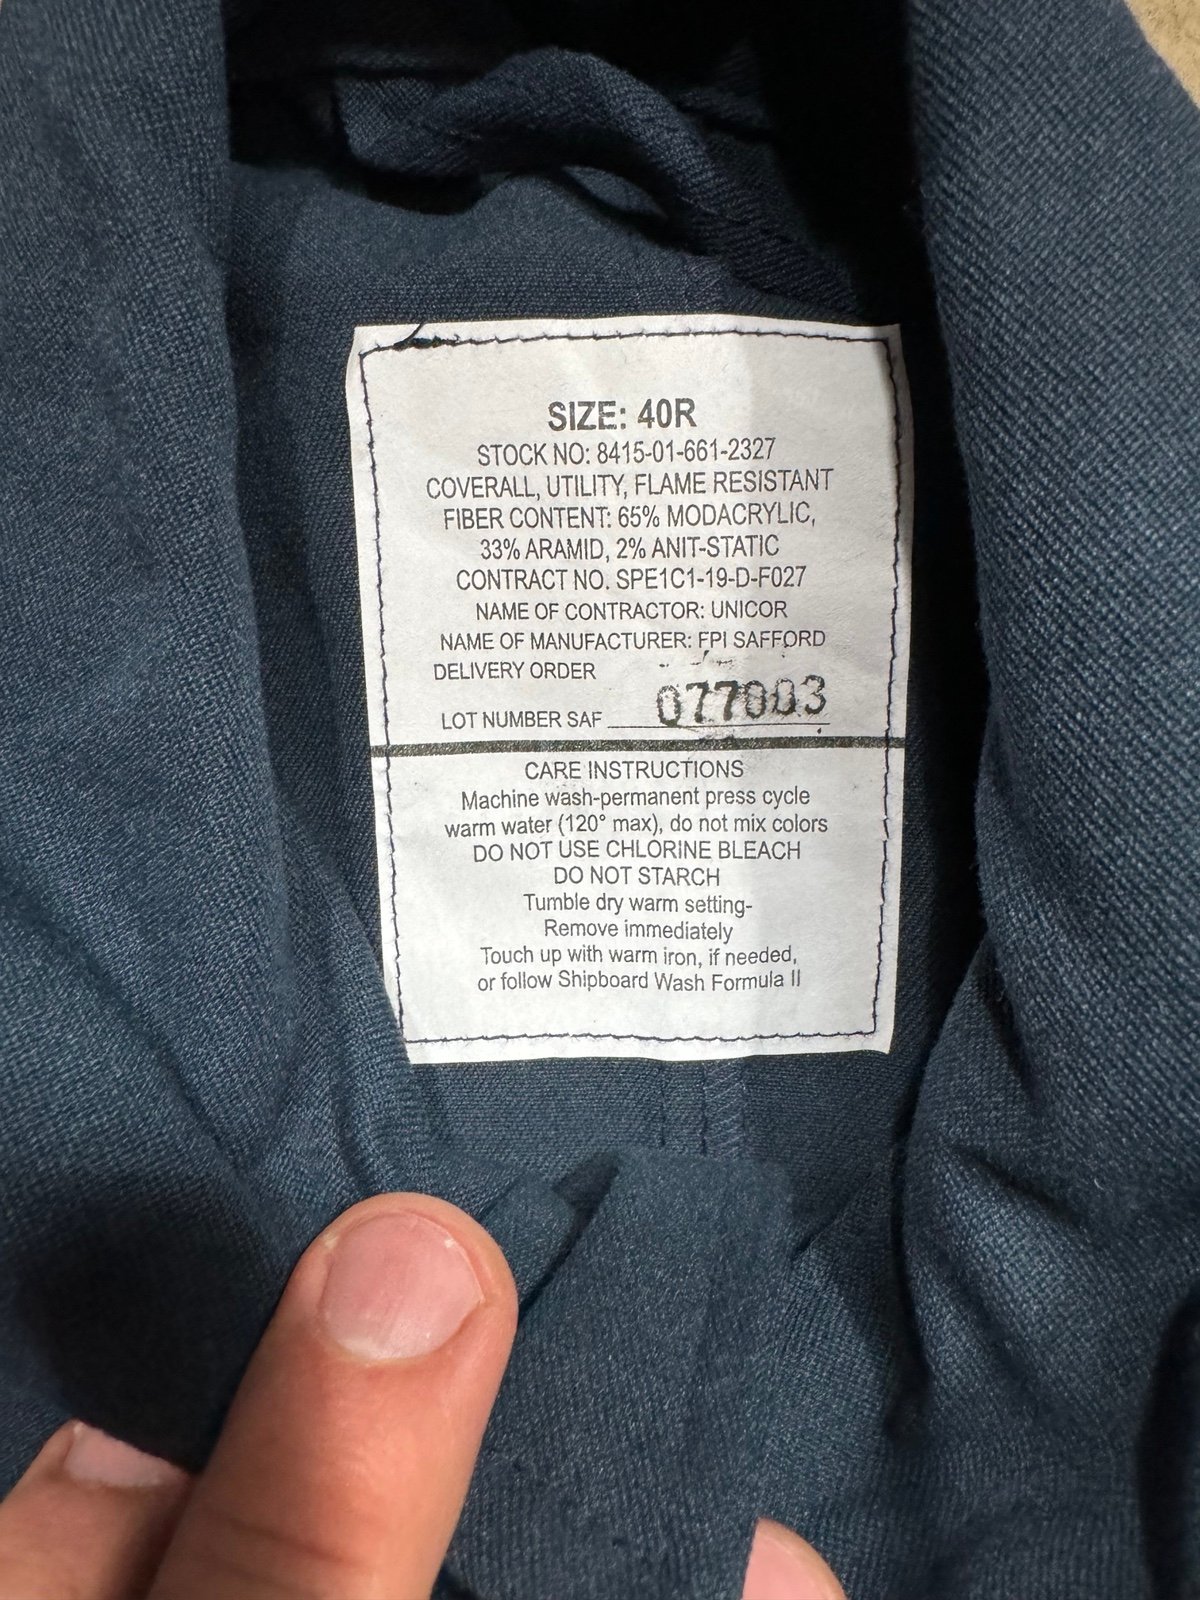 SIZE: 40R
STOCK NO: 8415-01-661-2327
COVERALL, UTILITY, FLAME RESISTANT
FIBER CONTENT: 65% MODACRYLIC,
33% ARAMID, 2% ANIT-STATIC
CONTRACT NO. SPE1C1-19-D-F027
NAME OF CONTRACTOR: UNICOR
NAME OF MANUFACTURER: FPI SAFFORD
DELIVERY ORDER
LOT NUMBER SAF 077003
CARE INSTRUCTIONS
Machine wash-permanent press cycle
warm water (120° max), do not mix colors
DO NOT USE CHLORINE BLEACH
DO NOT STARCH
Tumble dry warm setting-
Remove immediately
Touch up with warm iron, if needed,
or follow Shipboard Wash Formula II